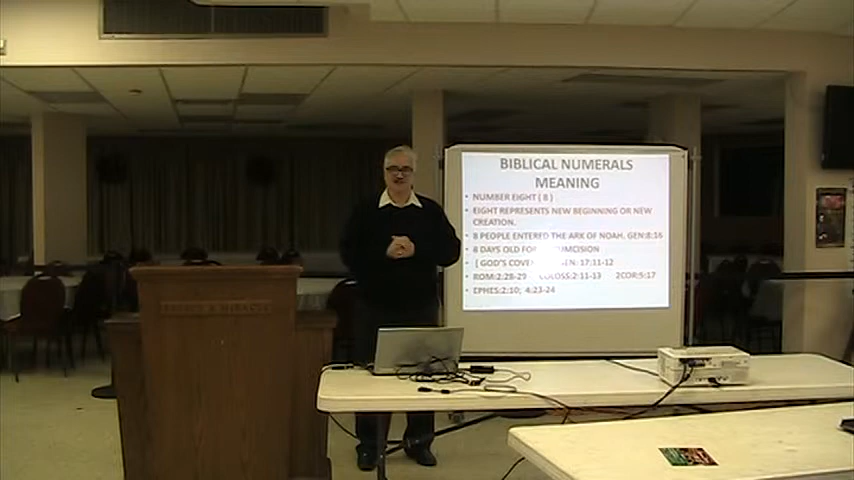 BIBLICAL NUMERALS
MEANING
• NUMBER EIGHT ( 8 )
• EIGHT REPRESENTS NEW BEGINNING OR NEW
CREATION.
• 8 PEOPLE ENTERED THE ARK OF NOAH. GEN:8:16
• 8 DAYS OLD
• ( GOD'S 17:11-12
• ROM:2:28-29 COLOSS:2:11-13 2COR:5:17
• EPHES:2:10; 4:23-24
EXPECT A MIRACLE